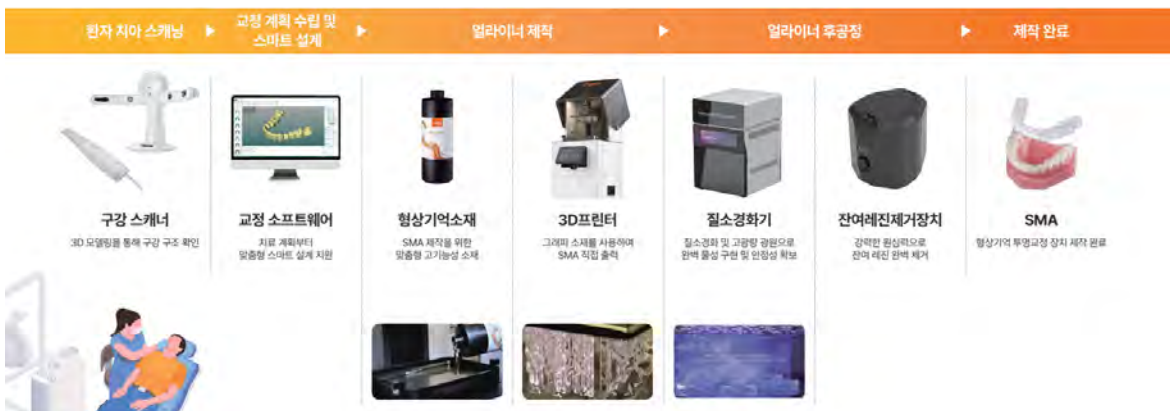 환자 치아 스캐닝 ▶ 교정 계획 수립 및 ▶ 얼라이너 제작 ▶ 얼라이너 후공정 ▶ 제작 완료
스마트 설계
구강 스캐너
3D 모델링을 통해 구강 구조 확인
교정 소프트웨어
치료 계획부터
맞춤형 스마트 설계 지원
형상기억소재
SMA 제작을 위한
맞춤형 고기능성 소재
3D프린터
그래피 소재를 사용하여
SMA 직접 출력
질소경화기
질소경화 및 고광량 광원으로
완벽 물성 구현 및 안정성 확보
잔여레진제거장치
강력한 원심력으로
잔여 레진 완벽 제거
SMA
형상기억 투명교정 장치 제작 완료